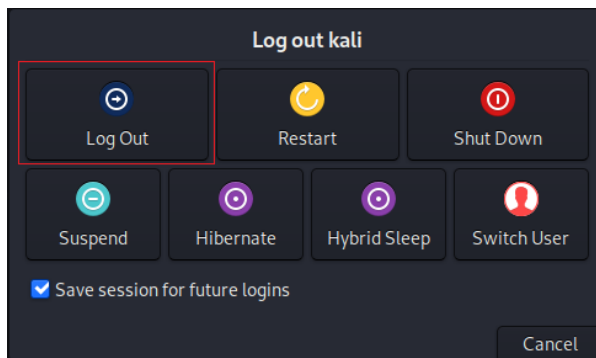 Log out kali
Log Out Restart Shut Down
Suspend Hibernate Hybrid Sleep Switch User
Save session for future logins
Cancel